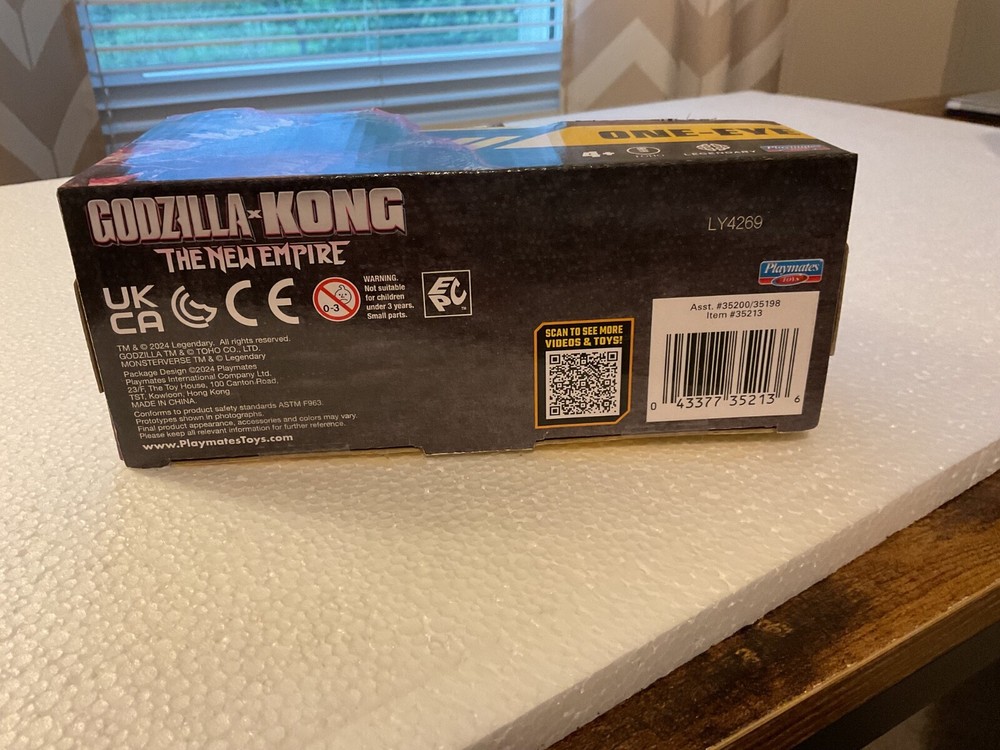 ONE-EYE
4+
LEGENDARY
Playmates
GODZILLA x KONG
THE NEW EMPIRE
LY4269
Playmates
TOYS
UK
CA
CE
0-3
WARNING.
Not suitable
for children
under 3 years.
Small parts.
EPC
TM
Asst. #35200/35198
Item #35213
0 43377 35213 6
SCAN TO SEE MORE
VIDEOS & TOYS!
TM & © 2024 Legendary. All rights reserved.
GODZILLA TM & © TOHO CO., LTD.
MONSTERVERSE TM & © Legendary
Package Design ©2024 Playmates
Playmates International Company Ltd.
23/F, The Toy House, 100 Canton Road,
TST, Kowloon, Hong Kong
MADE IN CHINA.
Conforms to product safety standards ASTM F963.
Prototypes shown in photographs.
Final product appearance, accessories and colors may vary.
Please keep all relevant information for further reference.
www.PlaymatesToys.com